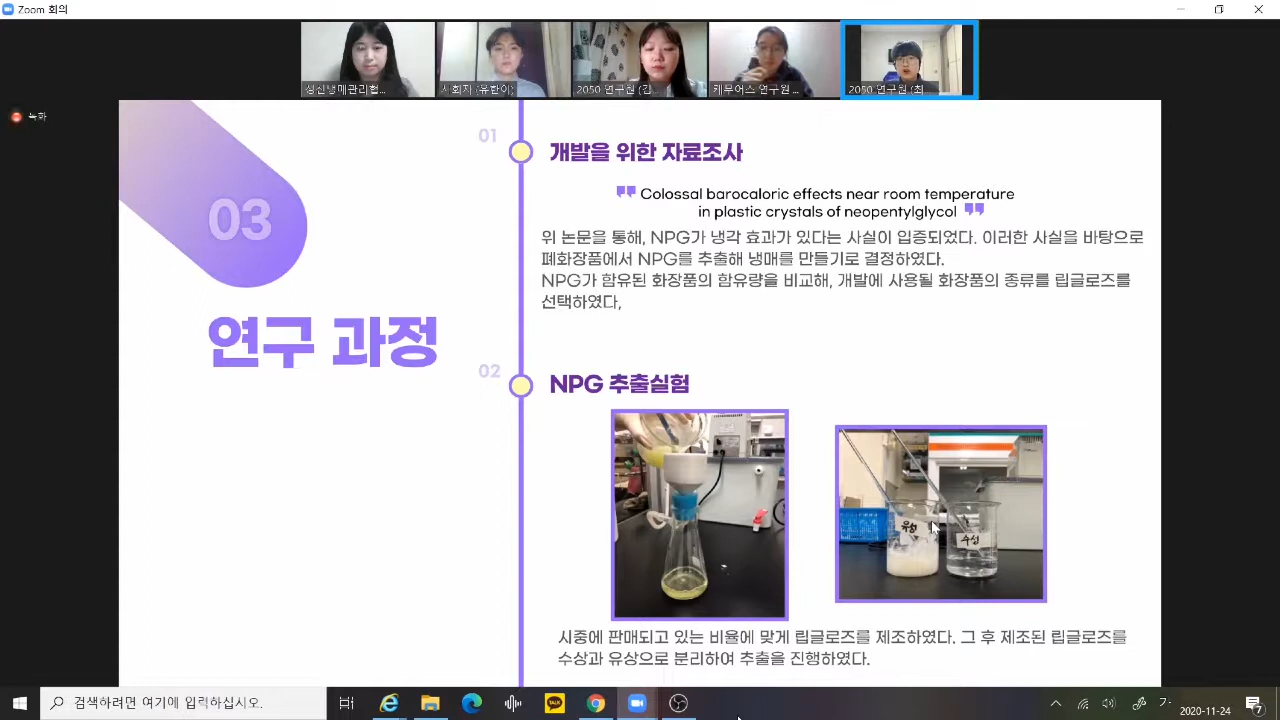 Zoom 회의
녹화
사회자 (유한이)
2050 연구원 (김...
케무어스 연구원 ...
2050 연구원 (최...
03
연구 과정
01
개발을 위한 자료조사
Colossal barocaloric effects near room temperature
in plastic crystals of neopentylglycol
위 논문을 통해, NPG가 냉각 효과가 있다는 사실이 입증되었다. 이러한 사실을 바탕으로
폐화장품에서 NPG를 추출해 냉매를 만들기로 결정하였다.
NPG가 함유된 화장품의 함유량을 비교해, 개발에 사용될 화장품의 종류를 립글로즈를
선택하였다,
02
NPG 추출실험
유성
수성
시중에 판매되고 있는 비율에 맞게 립글로즈를 제조하였다. 그 후 제조된 립글로즈를
수상과 유상으로 분리하여 추출을 진행하였다.
검색하려면 여기에 입력하십시오.
TALK
2020-11-24
7